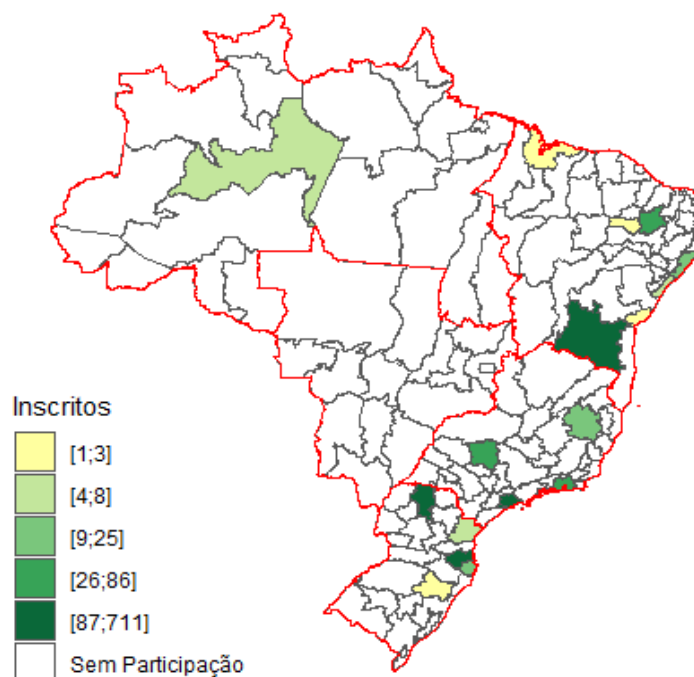 Inscritos
[1;3]
[4;8]
[9;25]
[26;86]
[87;711]
Sem Participação